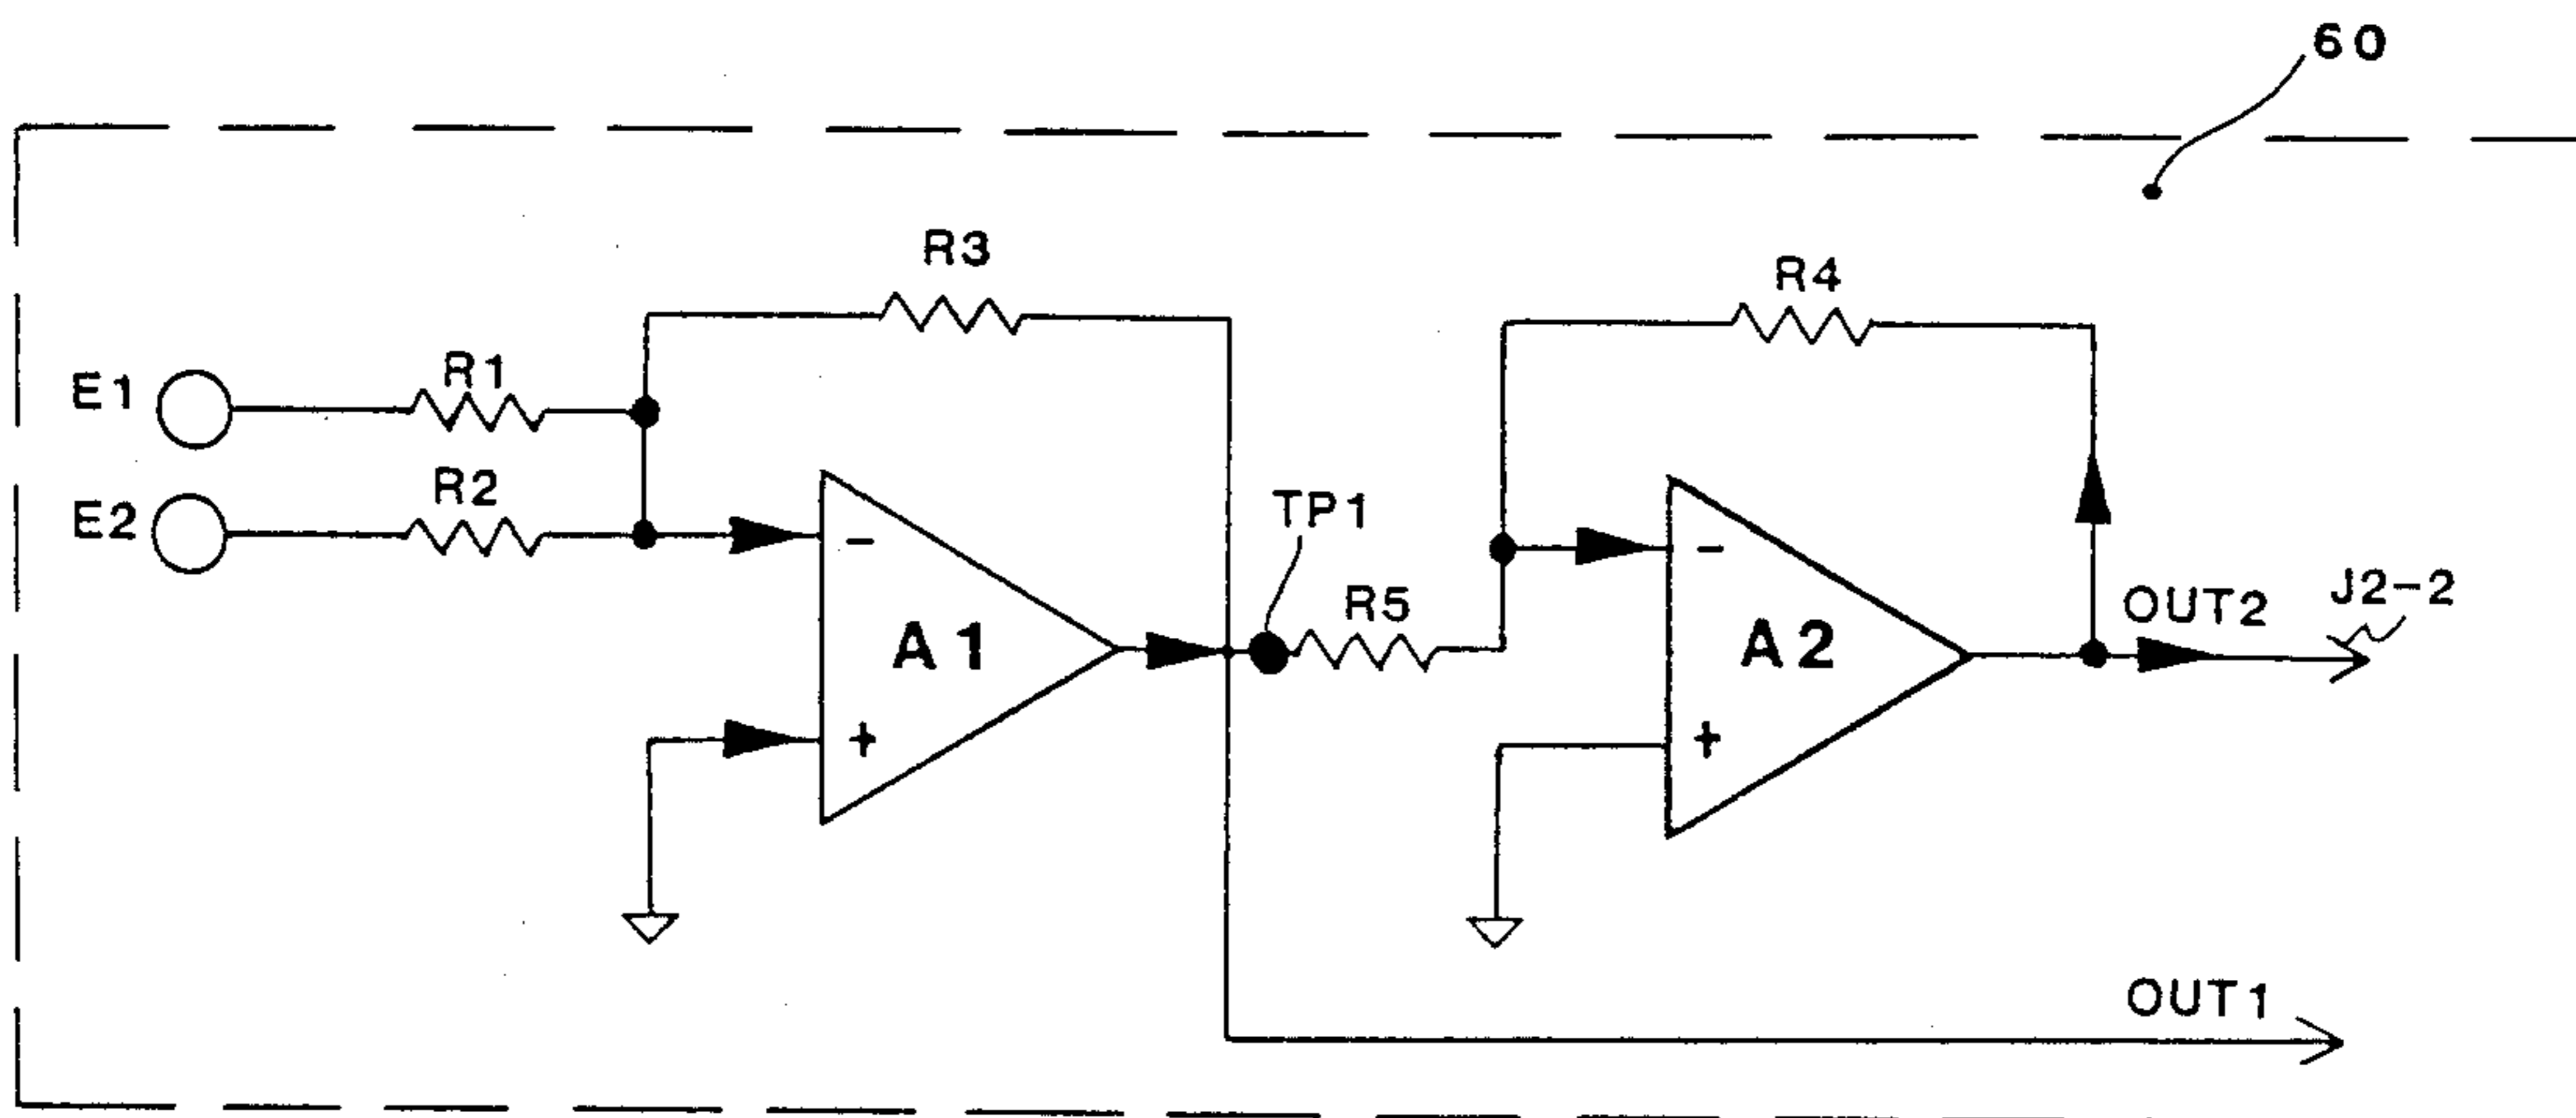 60
R3
R4
E1
R1
E2
R2
TP1
R5
-
-
A1
A2
OUT2
J2-2
+
+
OUT1